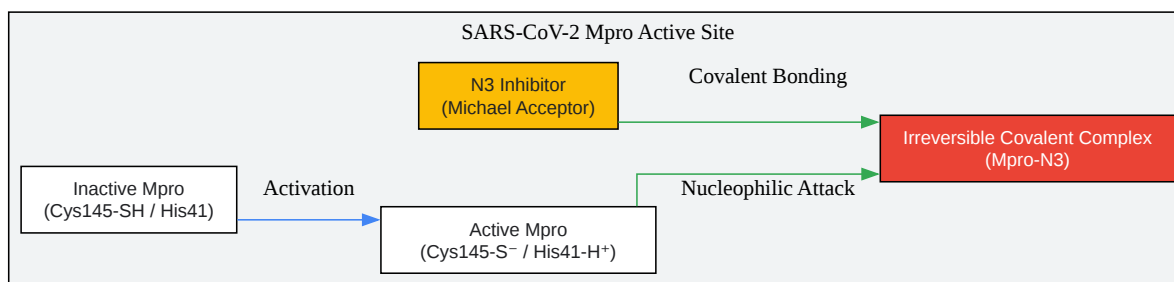 SARS-CoV-2 Mpro Active Site
N3 Inhibitor
(Michael Acceptor)
Covalent Bonding
Irreversible Covalent Complex
(Mpro-N3)
Inactive Mpro
(Cys145-SH / His41)
Activation
Nucleophilic Attack
Active Mpro
(Cys145-S⁻ / His41-H⁺)